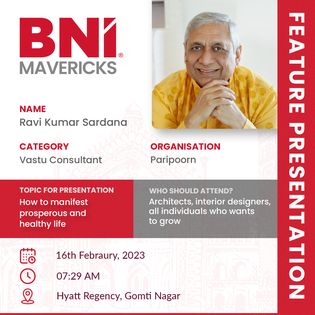 BNI®
MAVERICKS
NAME
Ravi Kumar Sardana
CATEGORY
Vastu Consultant
ORGANISATION
Paripoorn
TOPIC FOR PRESENTATION
How to manifest
prosperous and
healthy life
WHO SHOULD ATTEND?
Architects, interior designers,
all individuals who wants
to grow
16th Febraury, 2023
07:29 AM
Hyatt Regency, Gomti Nagar
FEATURE PRESENTATION